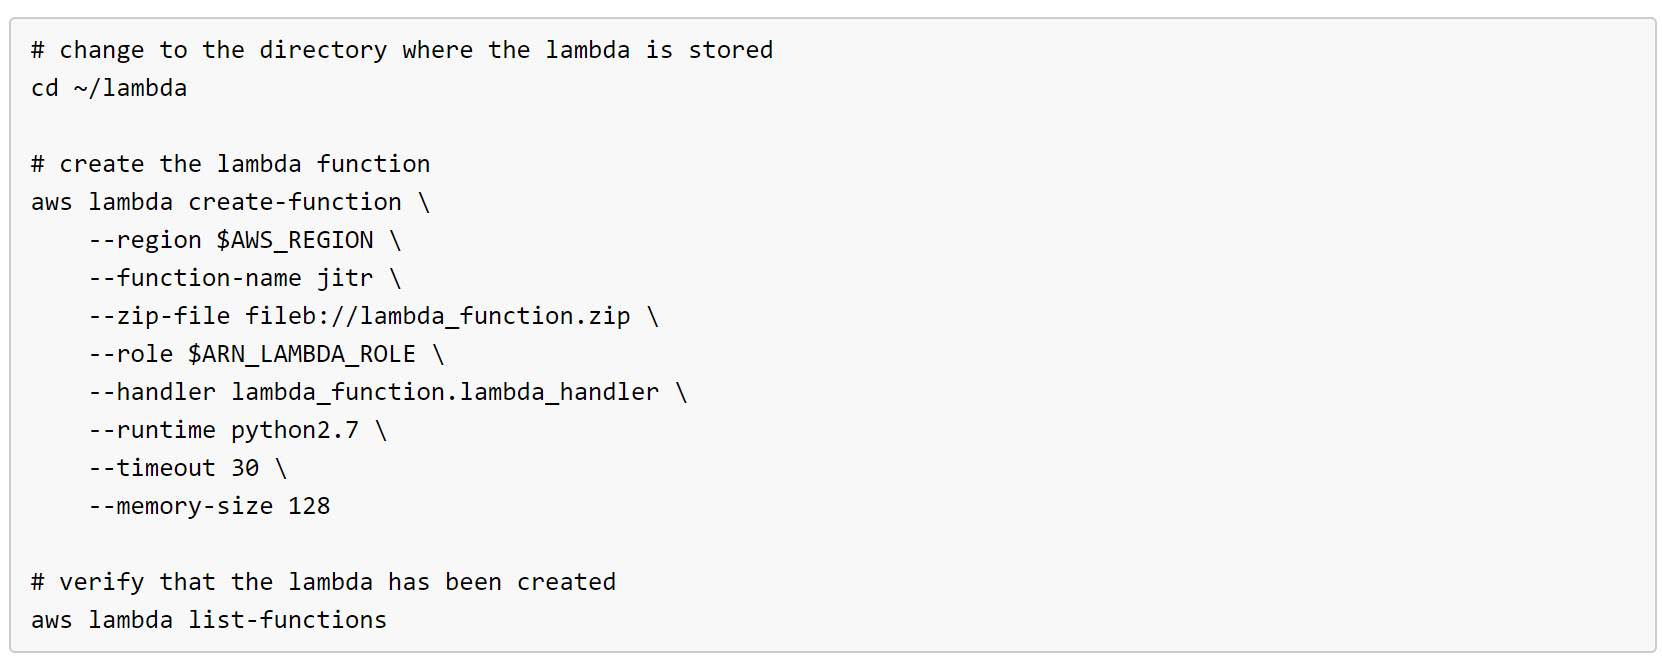 # change to the directory where the lambda is stored
cd ~/lambda
# create the lambda function
aws lambda create-function \
--region $AWS_REGION \
--function-name jitr \
--zip-file fileb://lambda_function.zip \
--role $ARN_LAMBDA_ROLE \
--handler lambda_function.lambda_handler \
--runtime python2.7 \
--timeout 30 \
--memory-size 128
# verify that the lambda has been created
aws lambda list-functions